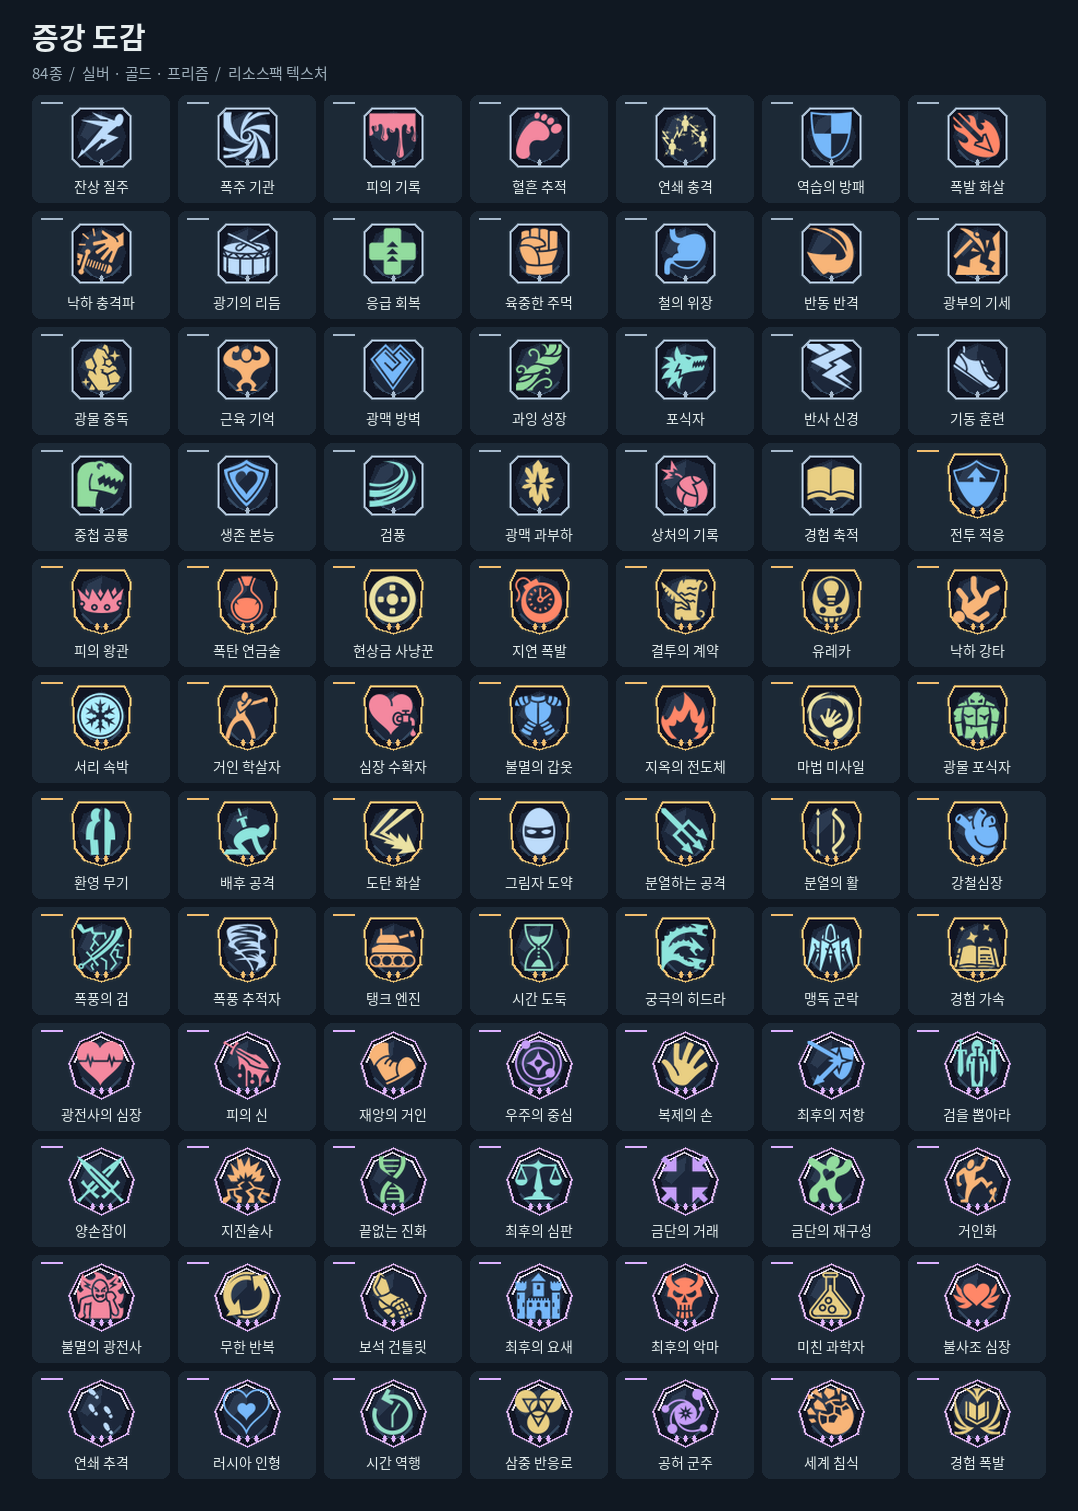 증강 도감
84종 / 실버 · 골드 · 프리즘 / 리소스팩 텍스처
잔상 질주 폭주 기관 피의 기록 혈흔 추적 연쇄 충격 역습의 방패 폭발 화살
낙하 충격파 광기의 리듬 응급 회복 육중한 주먹 철의 위장 반동 반격 광부의 기세
광물 중독 근육 기억 광맥 방벽 과잉 성장 포식자 반사 신경 기동 훈련
중첩 공룡 생존 본능 검풍 광맥 과부하 상처의 기록 경험 축적 전투 적응
피의 왕관 폭탄 연금술 현상금 사냥꾼 지연 폭발 결투의 계약 유레카 낙하 강타
서리 속박 거인 학살자 심장 수확자 불멸의 갑옷 지옥의 전도체 마법 미사일 광물 포식자
환영 무기 배후 공격 도탄 화살 그림자 도약 분열하는 공격 분열의 활 강철심장
폭풍의 검 폭풍 추적자 탱크 엔진 시간 도둑 궁극의 히드라 맹독 군락 경험 가속
광전사의 심장 피의 신 재앙의 거인 우주의 중심 복제의 손 최후의 저항 검을 뽑아라
양손잡이 지진술사 끝없는 진화 최후의 심판 금단의 거래 금단의 재구성 거인화
불멸의 광전사 무한 반복 보석 건틀릿 최후의 요새 최후의 악마 미친 과학자 불사조 심장
연쇄 추격 러시아 인형 시간 역행 삼중 반응로 공허 군주 세계 침식 경험 폭발